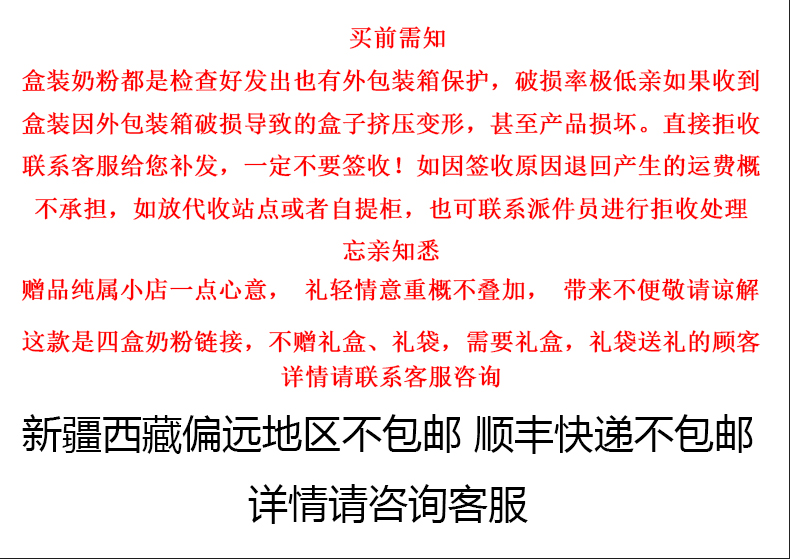 买前需知
盒装奶粉都是检查好发出也有外包装箱保护，破损率极低亲如果收到
盒装因外包装箱破损导致的盒子挤压变形，甚至产品损坏。直接拒收
联系客服给您补发，一定不要签收！如因签收原因退回产生的运费概
不承担，如放代收站点或者自提柜，也可联系派件员进行拒收处理
忘亲知悉
赠品纯属小店一点心意， 礼轻情意重概不叠加， 带来不便敬请谅解
这款是四盒奶粉链接，不赠礼盒、礼袋，需要礼盒，礼袋送礼的顾客
详情请联系客服咨询
新疆西藏偏远地区不包邮 顺丰快递不包邮
详情请咨询客服